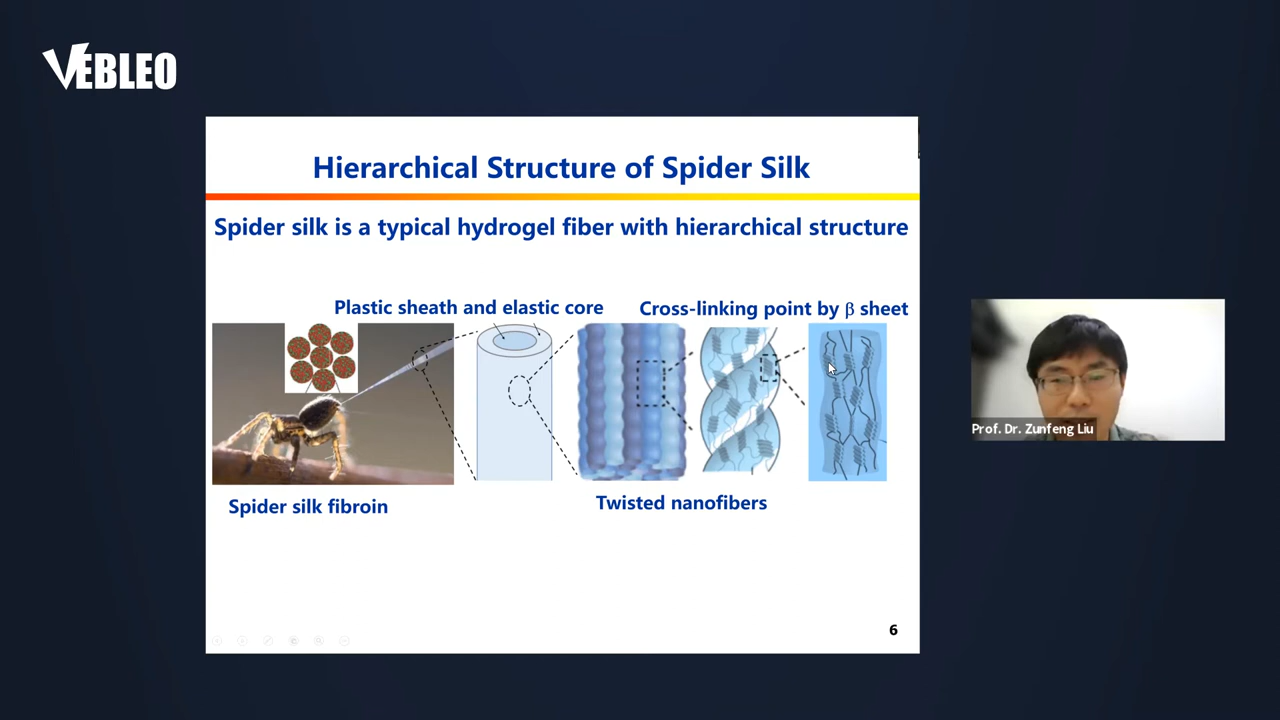 VEBLEO
Hierarchical Structure of Spider Silk
Spider silk is a typical hydrogel fiber with hierarchical structure
Plastic sheath and elastic core
Cross-linking point by β sheet
Spider silk fibroin
Twisted nanofibers
6
Prof. Dr. Zunfeng Liu